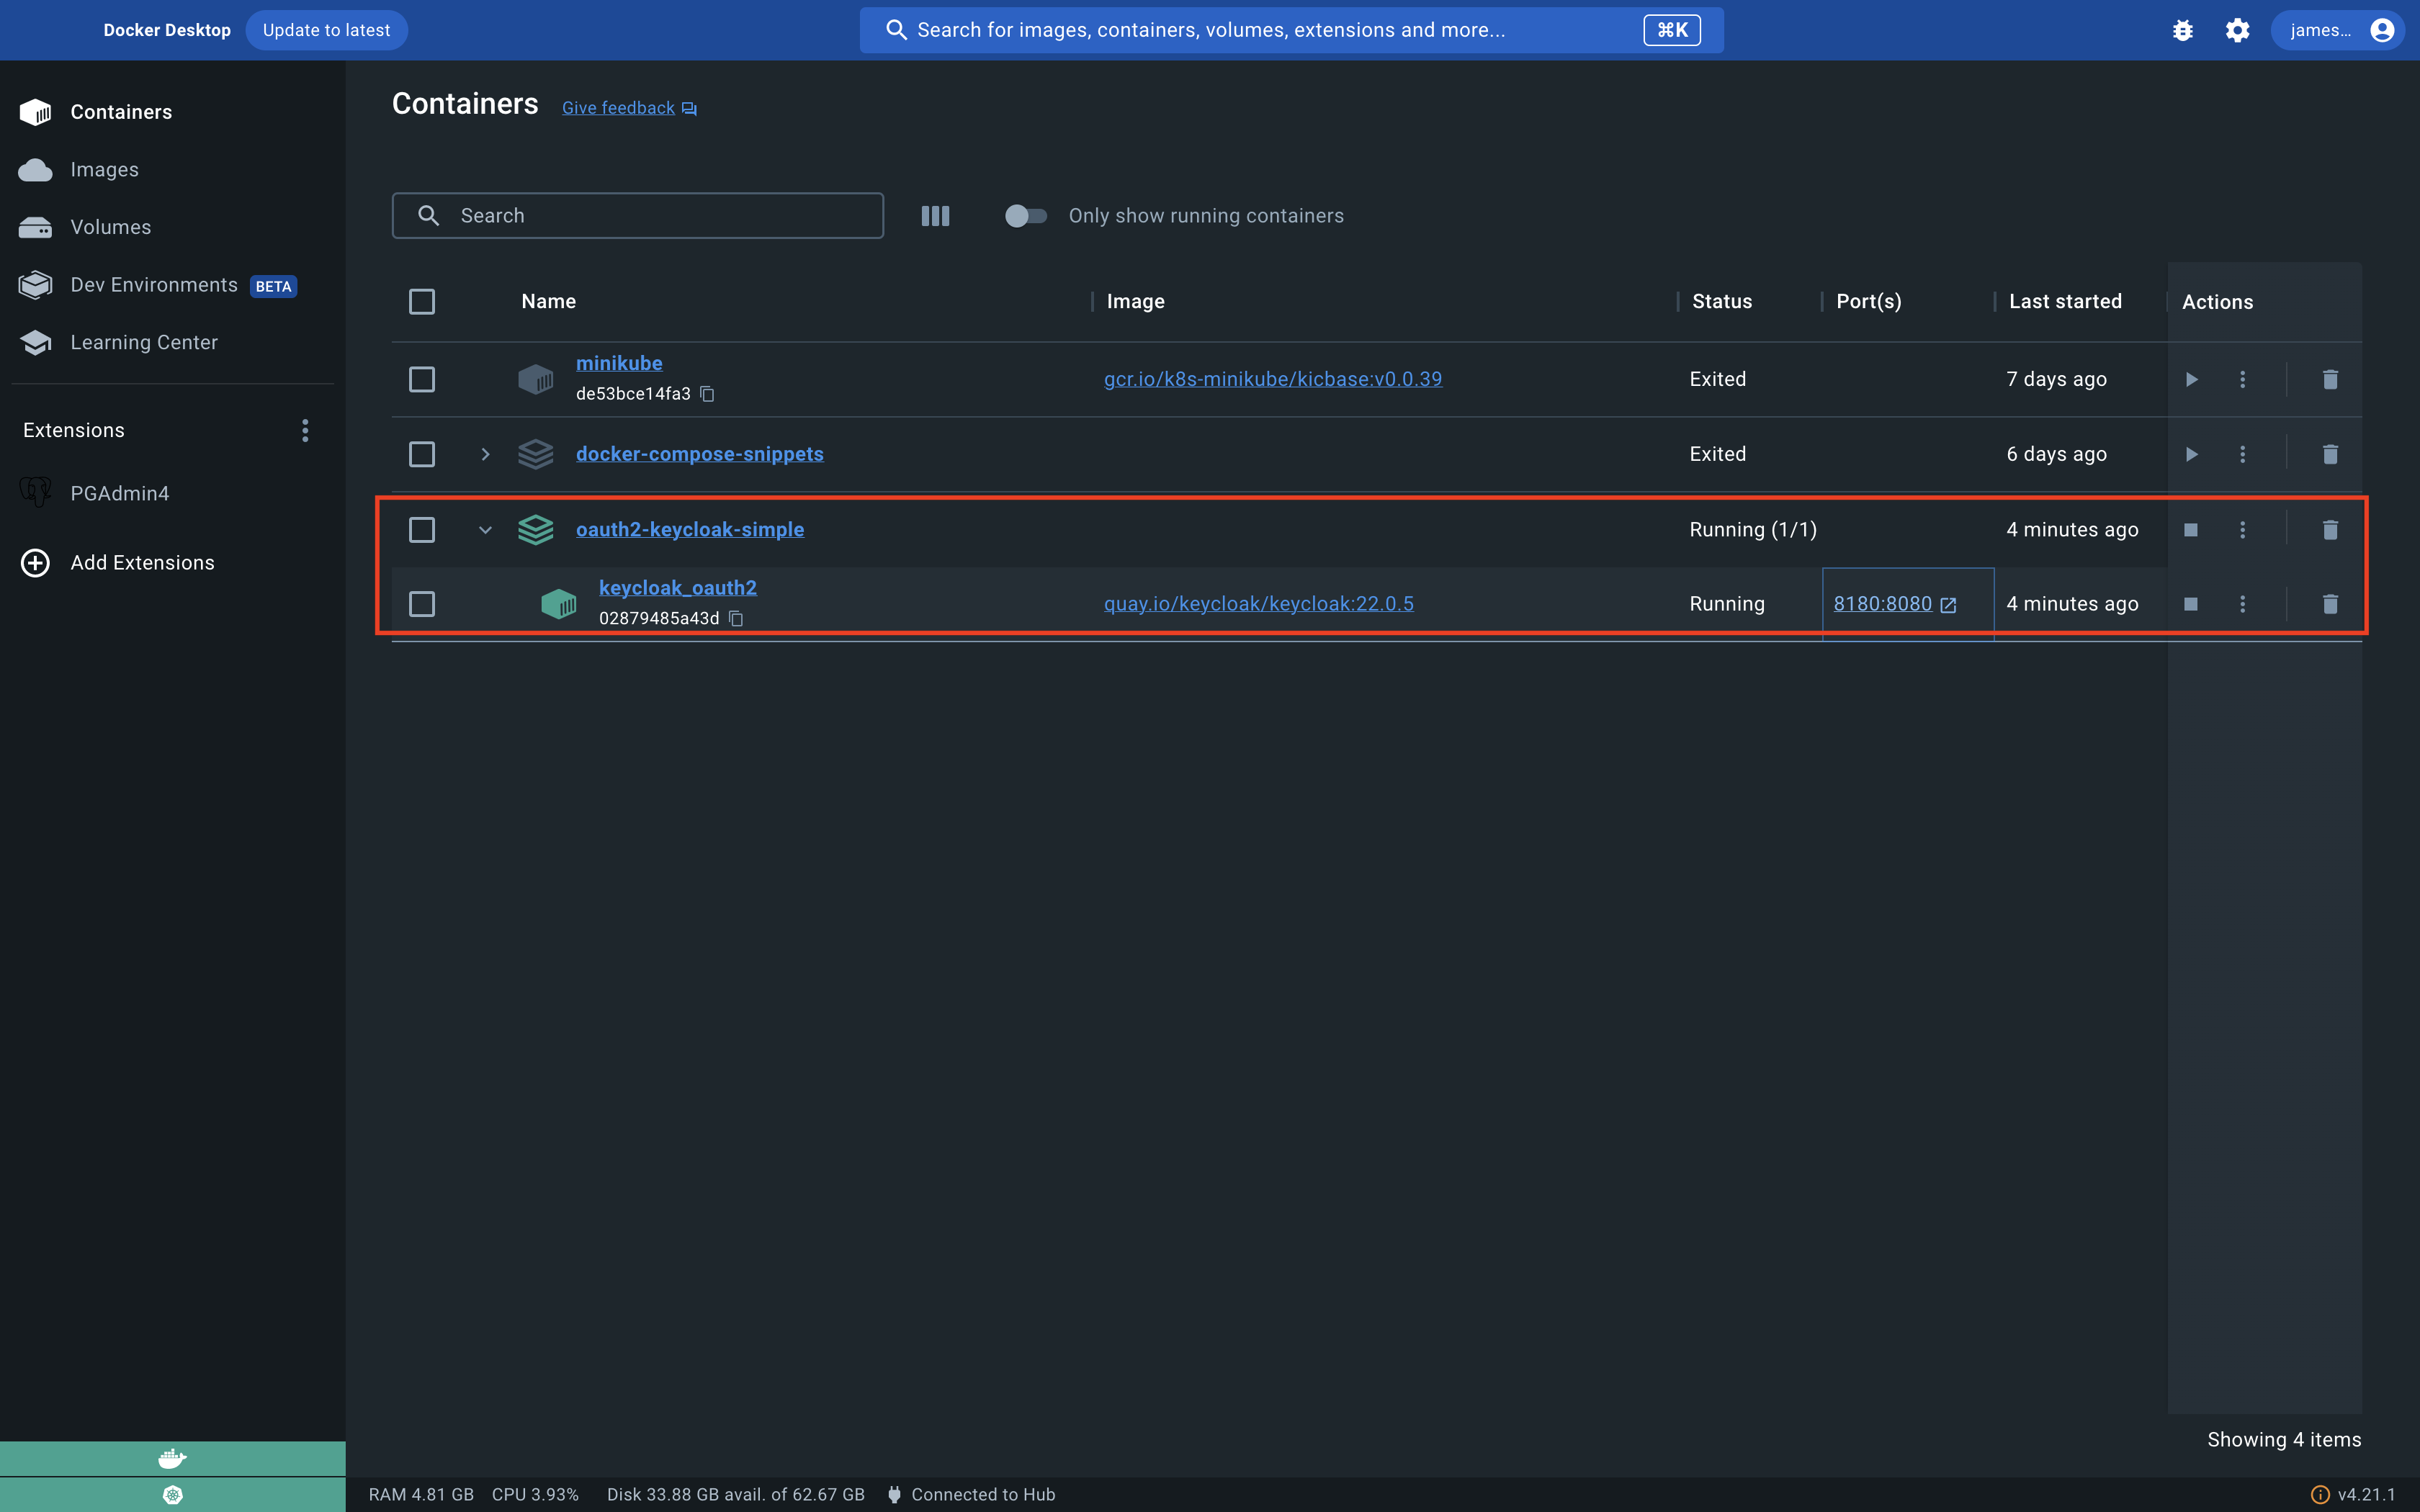 Docker Desktop Update to latest Search for images, containers, volumes, extensions and more... ⌘K james...
Containers
Images
Volumes
Dev Environments BETA
Learning Center
Extensions
PGAdmin4
Add Extensions
Containers Give feedback
Search Only show running containers
Name Image Status Port(s) Last started Actions
minikube
de53bce14fa3 gcr.io/k8s-minikube/kicbase:v0.0.39 Exited 7 days ago
docker-compose-snippets Exited 6 days ago
oauth2-keycloak-simple Running (1/1) 4 minutes ago
keycloak_oauth2
02879485a43d quay.io/keycloak/keycloak:22.0.5 Running 8180:8080 4 minutes ago
Showing 4 items
RAM 4.81 GB CPU 3.93% Disk 33.88 GB avail. of 62.67 GB Connected to Hub v4.21.1